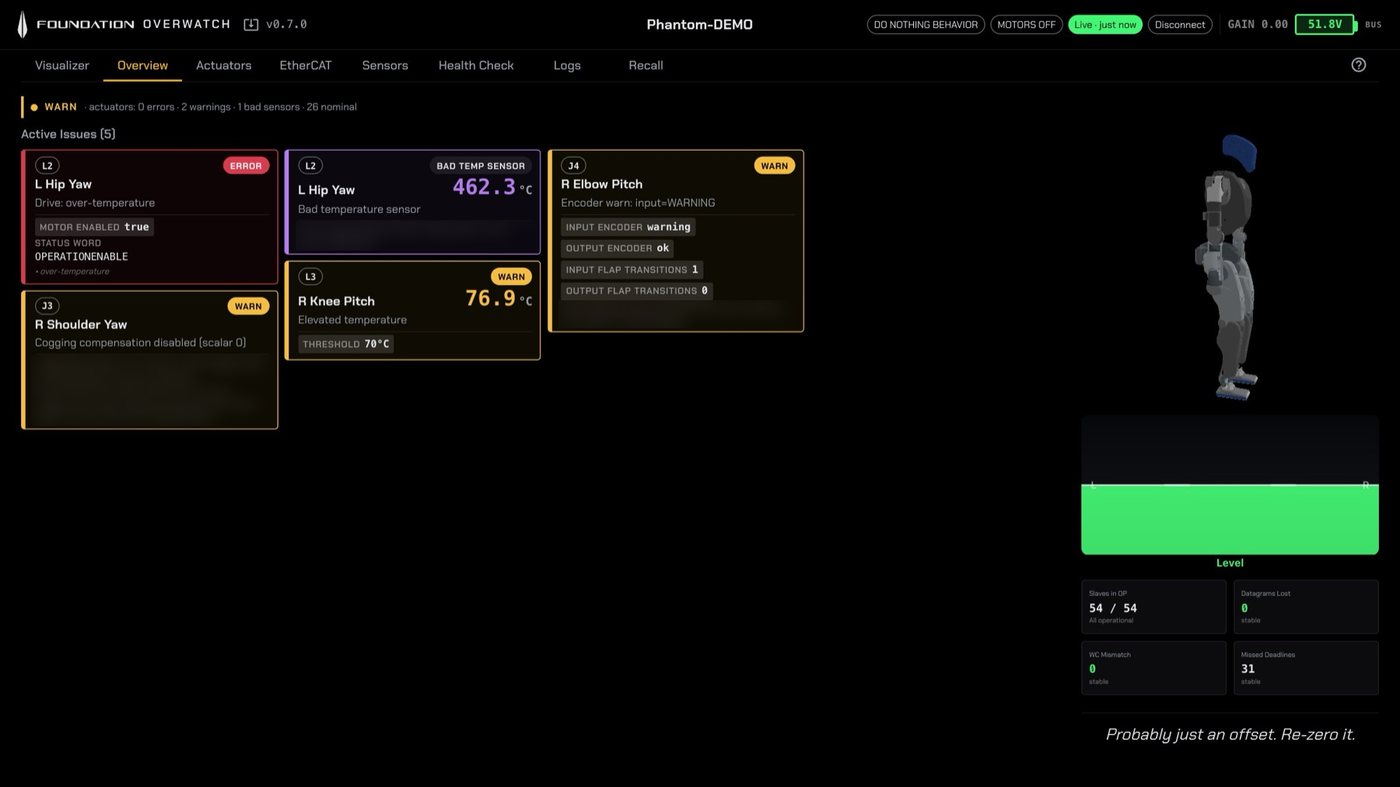 FOUNDATION OVERWATCH v0.7.0
Phantom-DEMO
DO NOTHING BEHAVIOR
MOTORS OFF
Live · just now
Disconnect
GAIN 0.00
51.8V
BUS
Visualizer Overview Actuators EtherCAT Sensors Health Check Logs Recall
WARN · actuators: 0 errors · 2 warnings · 1 bad sensors · 26 nominal
Active Issues (5)
L2 ERROR
L Hip Yaw
Drive: over-temperature
MOTOR ENABLED true
STATUS WORD
OPERATIONENABLE
• over-temperature
J3 WARN
R Shoulder Yaw
Cogging compensation disabled (scalar 0)
L2 BAD TEMP SENSOR
L Hip Yaw 462.3 °C
Bad temperature sensor
L3 WARN
R Knee Pitch 76.9 °C
Elevated temperature
THRESHOLD 70°C
J4 WARN
R Elbow Pitch
Encoder warn: input=WARNING
INPUT ENCODER warning
OUTPUT ENCODER ok
INPUT FLAP TRANSITIONS 1
OUTPUT FLAP TRANSITIONS 0
L R
Level
Slaves in OP
54 / 54
All operational
Datagrams Lost
0
stable
WC Mismatch
0
stable
Missed Deadlines
31
stable
Probably just an offset. Re-zero it.